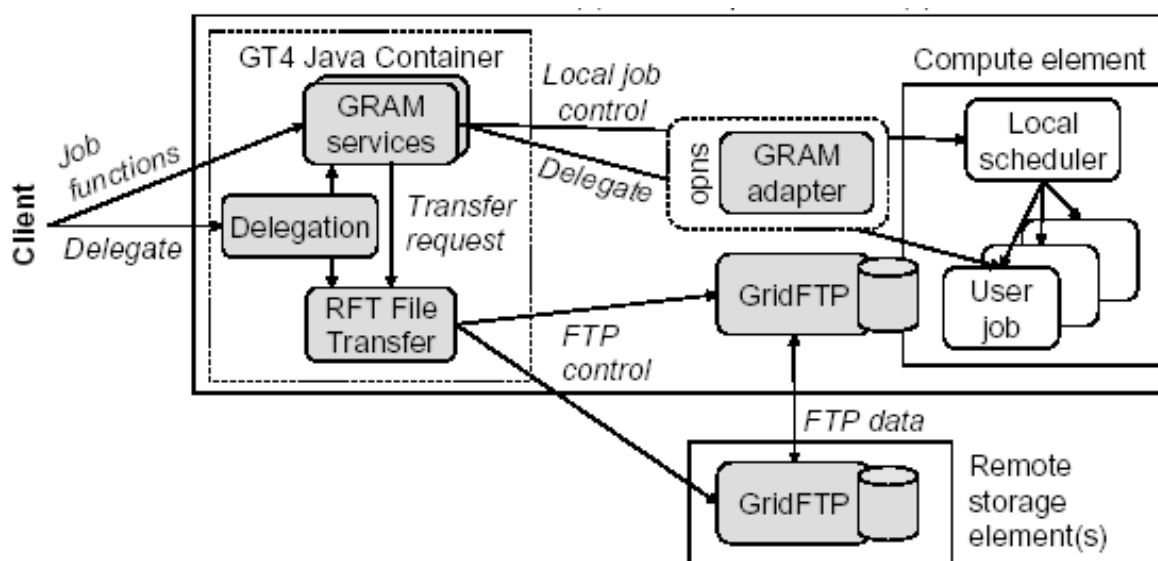 GT4 Java Container
Compute element
Local job
control
GRAM
services
Local
scheduler
Job
functions
sudo
GRAM
adapter
Delegate
Client
Delegate
Delegation
Transfer
request
GridFTP
User
job
RFT File
Transfer
FTP
control
FTP data
GridFTP
Remote
storage
element(s)